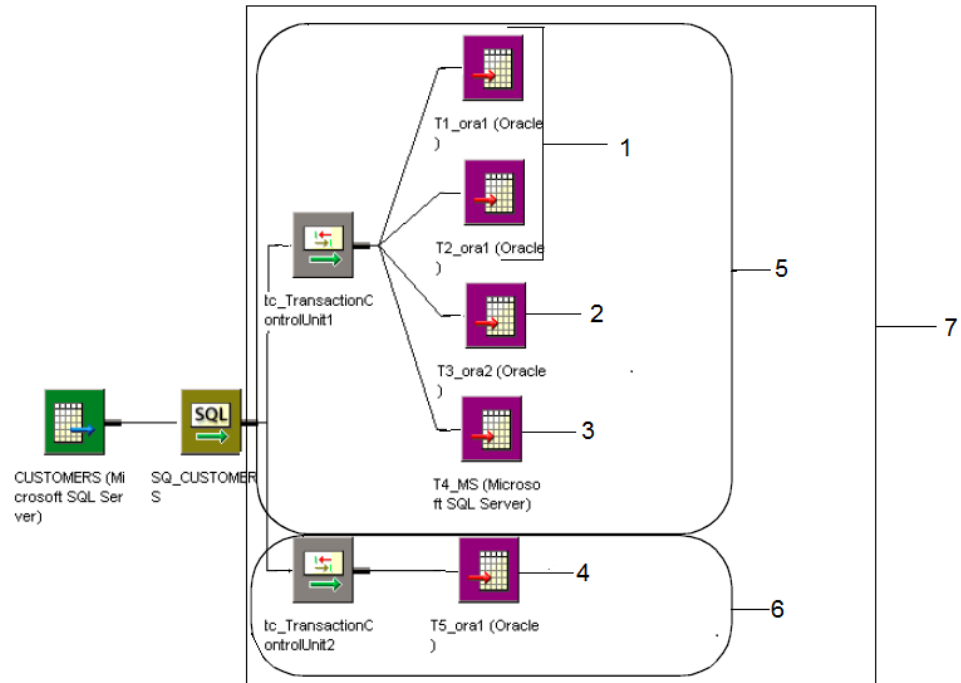 T1_ora1 (Oracle
)
1
T2_ora1 (Oracle
)
5
tc_TransactionC
ontrolUnit1
2
7
T3_ora2 (Oracle
)
SQL
3
CUSTOMERS (Mi
crosoft SQL Ser
ver)
SQ_CUSTOMER
S
T4_MS (Microso
ft SQL Server)
4
6
tc_TransactionC
ontrolUnit2
T5_ora1 (Oracle
)